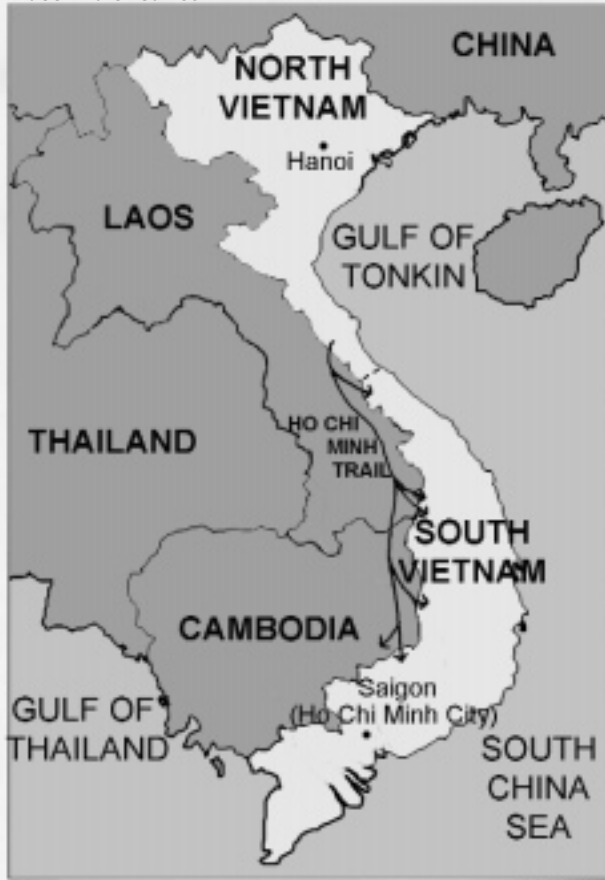 CHINA
NORTH
VIETNAM
Hanoi
LAOS
GULF OF
TONKIN
HO CHI
MINH
TRAIL
THAILAND
SOUTH
VIETNAM
CAMBODIA
Saigon
(Ho Chi Minh City)
GULF OF
THAILAND
SOUTH
CHINA
SEA